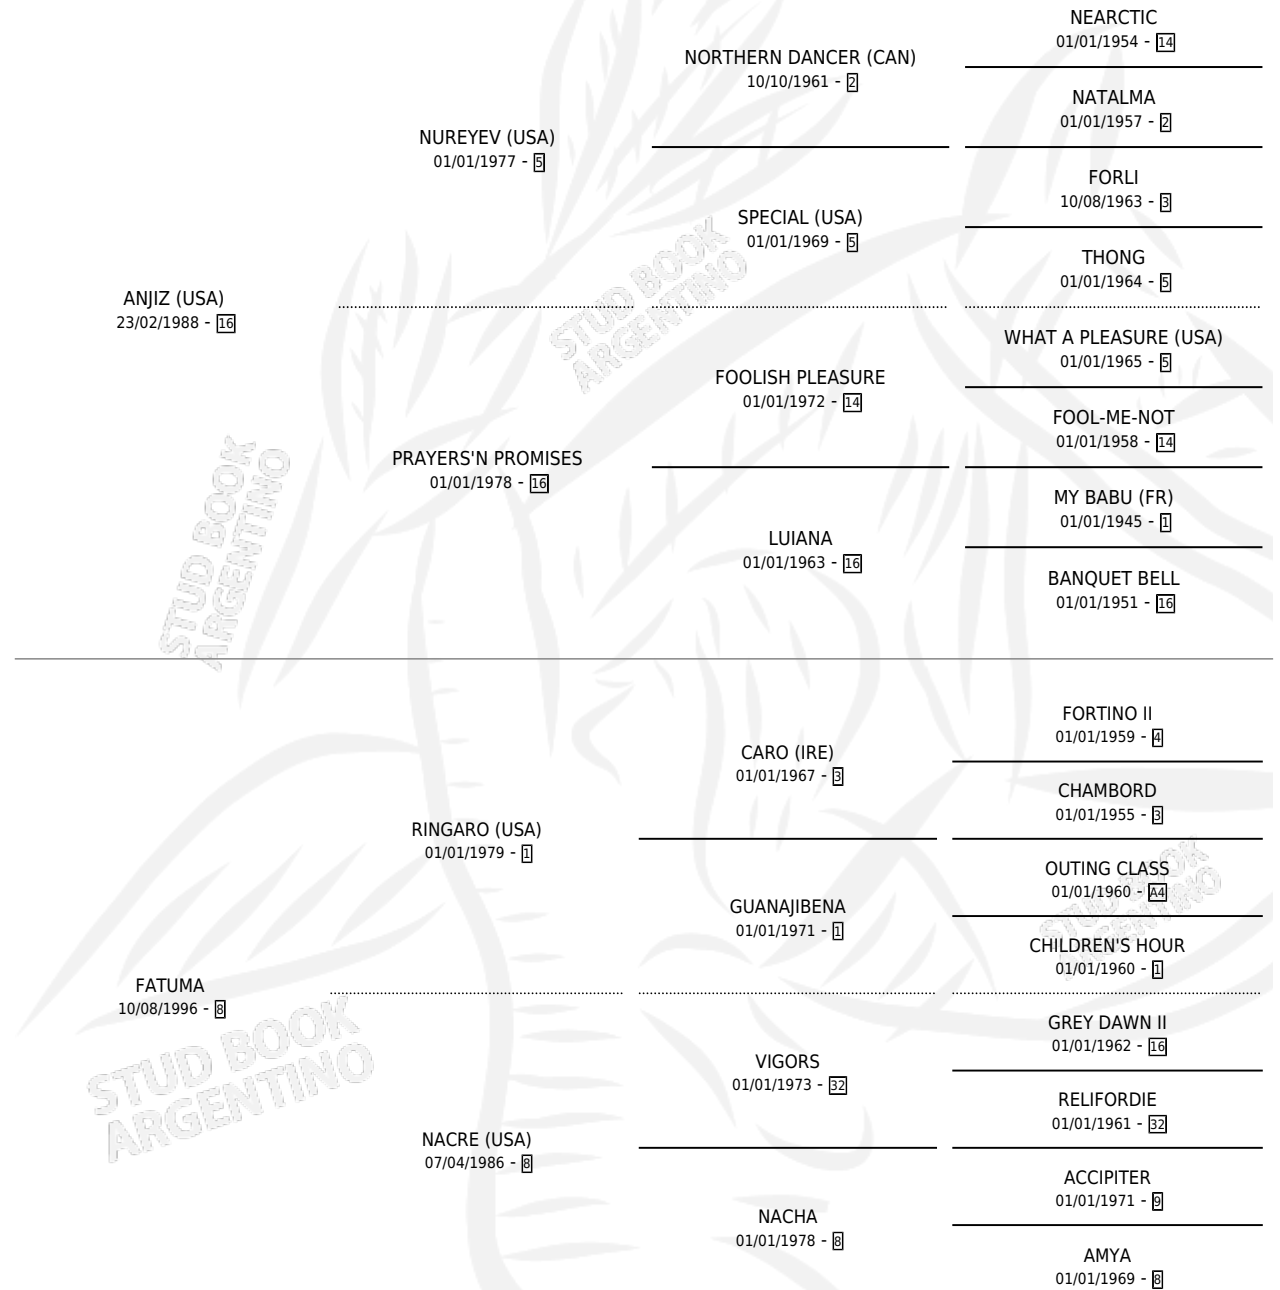 NEARCTIC
01/01/1954 - 14
NORTHERN DANCER (CAN)
10/10/1961 - 2
NATALMA
01/01/1957 - 2
NUREYEV (USA)
01/01/1977 - 5
FORLI
10/08/1963 - 3
SPECIAL (USA)
01/01/1969 - 5
THONG
01/01/1964 - 5
ANJIZ (USA)
23/02/1988 - 16
WHAT A PLEASURE (USA)
01/01/1965 - 5
FOOLISH PLEASURE
01/01/1972 - 14
FOOL-ME-NOT
01/01/1958 - 14
PRAYERS'N PROMISES
01/01/1978 - 16
MY BABU (FR)
01/01/1945 - 1
LUIANA
01/01/1963 - 16
BANQUET BELL
01/01/1951 - 16
FORTINO II
01/01/1959 - 4
CARO (IRE)
01/01/1967 - 3
CHAMBORD
01/01/1955 - 3
RINGARO (USA)
01/01/1979 - 1
OUTING CLASS
01/01/1960 - A4
GUANAJIBENA
01/01/1971 - 1
CHILDREN'S HOUR
01/01/1960 - 1
FATUMA
10/08/1996 - 8
GREY DAWN II
01/01/1962 - 16
VIGORS
01/01/1973 - 32
RELIFORDIE
01/01/1961 - 32
NACRE (USA)
07/04/1986 - 8
ACCIPITER
01/01/1971 - 9
NACHA
01/01/1978 - 8
AMYA
01/01/1969 - 8
STUD BOOK
ARGENTINO
STUD BOOK
ARGENTINO
STUD BOOK
ARGENTINO
STUD BOOK
ARGENTINO